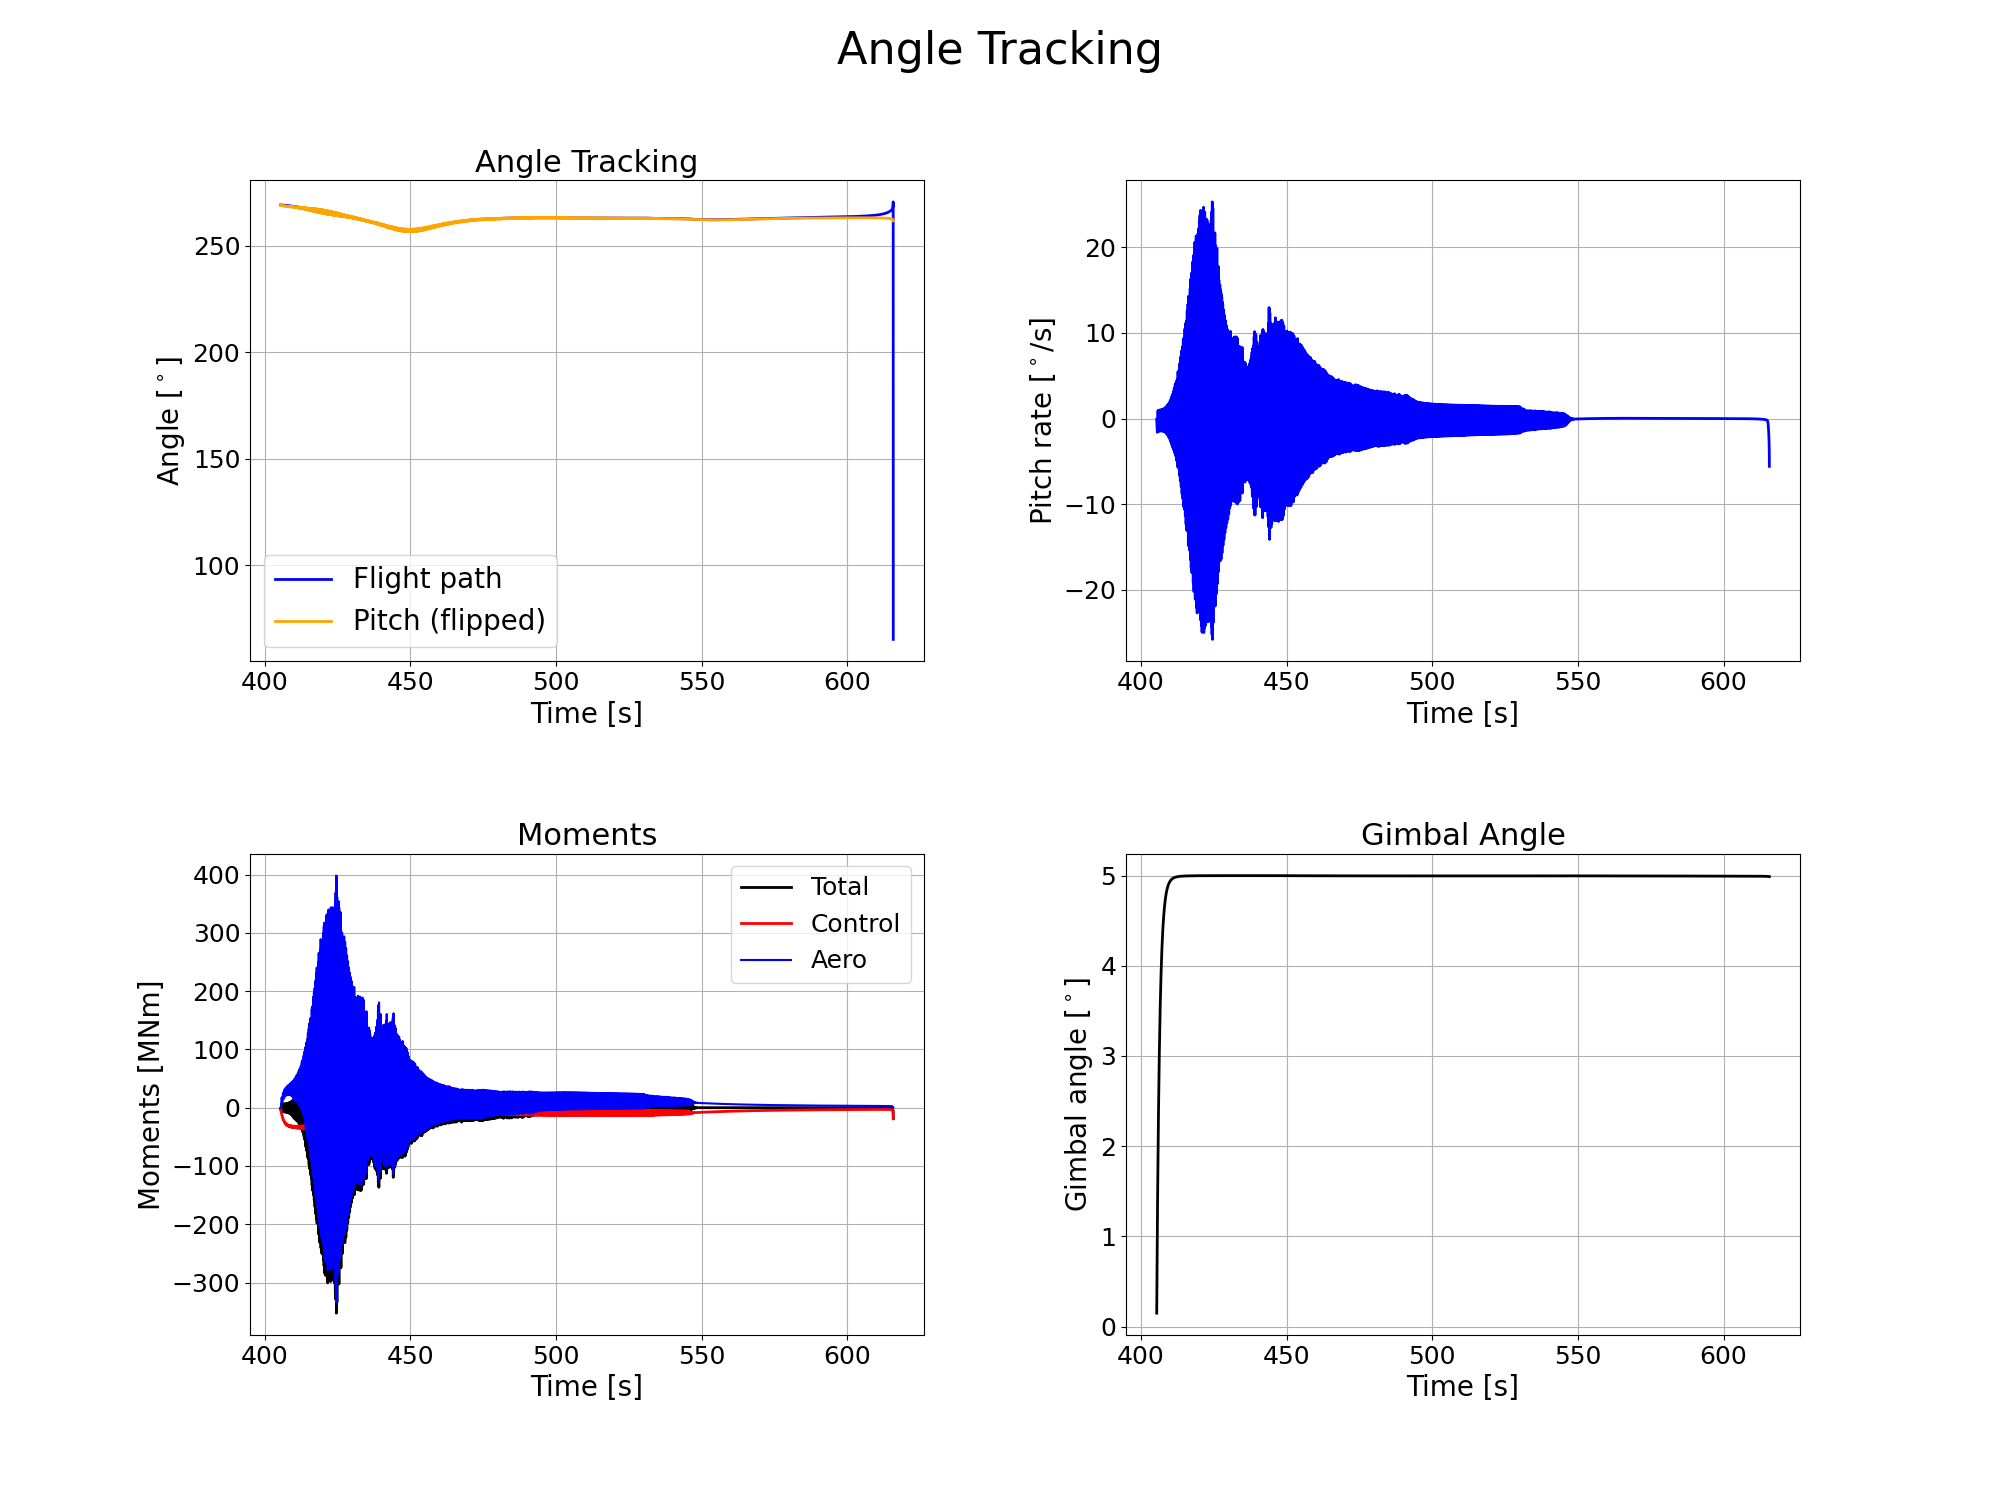 Angle Tracking
Angle Tracking
Angle [°]
250
200
150
100
Flight path
Pitch (flipped)
400 450 500 550 600
Time [s]
Pitch rate [°/s]
20
10
0
−10
−20
400 450 500 550 600
Time [s]
Moments
Moments [MNm]
400
300
200
100
0
−100
−200
−300
Total
Control
Aero
400 450 500 550 600
Time [s]
Gimbal Angle
Gimbal angle [°]
5
4
3
2
1
0
400 450 500 550 600
Time [s]